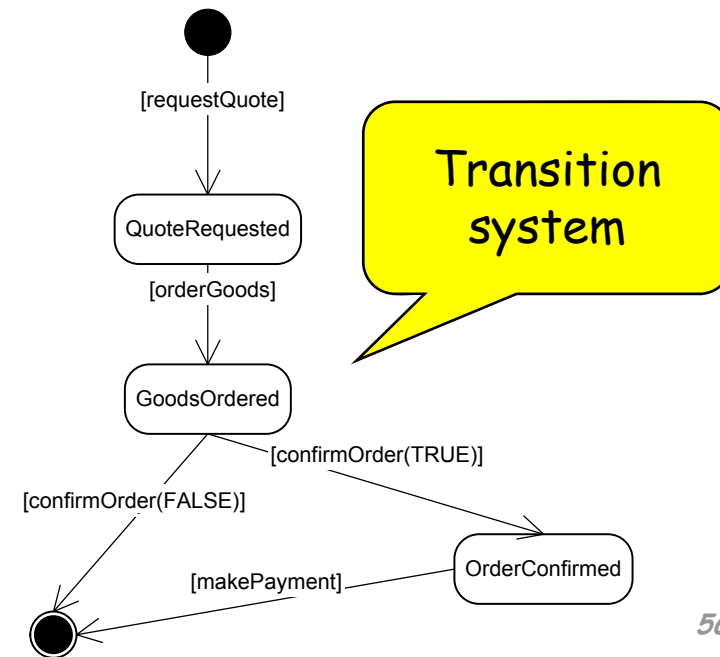 [requestQuote]
Transition
system
QuoteRequested
[orderGoods]
GoodsOrdered
[confirmOrder(TRUE)]
[confirmOrder(FALSE)]
OrderConfirmed
[makePayment]